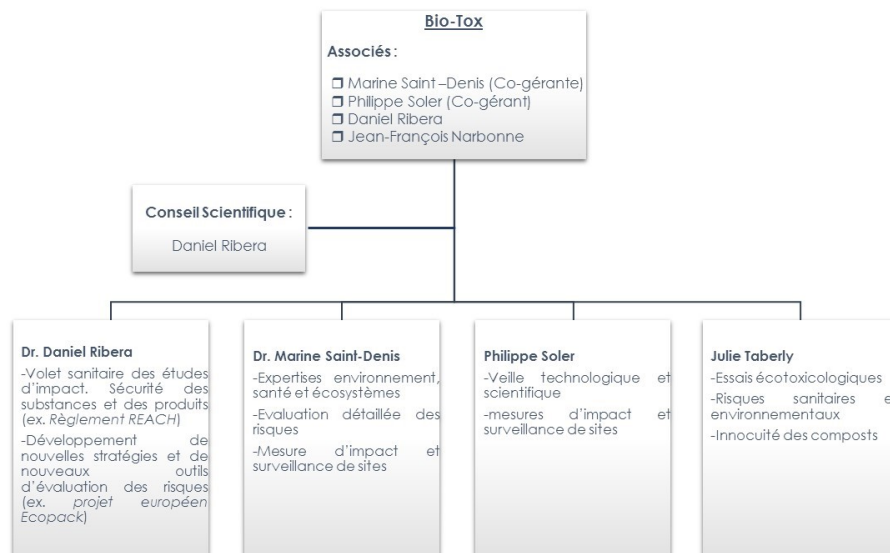 Bio-Tox
Associés :
❒ Marine Saint –Denis (Co-gérante)
❒ Philippe Soler (Co-gérant)
❒ Daniel Ribera
❒ Jean-François Narbonne
Conseil Scientifique :
Daniel Ribera
Dr. Daniel Ribera
-Volet sanitaire des études
d’impact. Sécurité des
substances et des produits
(ex. Règlement REACH)
-Développement de
nouvelles stratégies et de
nouveaux outils
d’évaluation des risques
(ex. projet européen
Ecopack)
Dr. Marine Saint-Denis
-Expertises environnement,
santé et écosystèmes
-Evaluation détaillée des
risques
-Mesure d’impact et
surveillance de sites
Philippe Soler
-Veille technologique et
scientifique
-mesures d’impact et
surveillance de sites
Julie Taberly
-Essais écotoxicologiques
-Risques sanitaires et
environnementaux
-Innocuité des composts